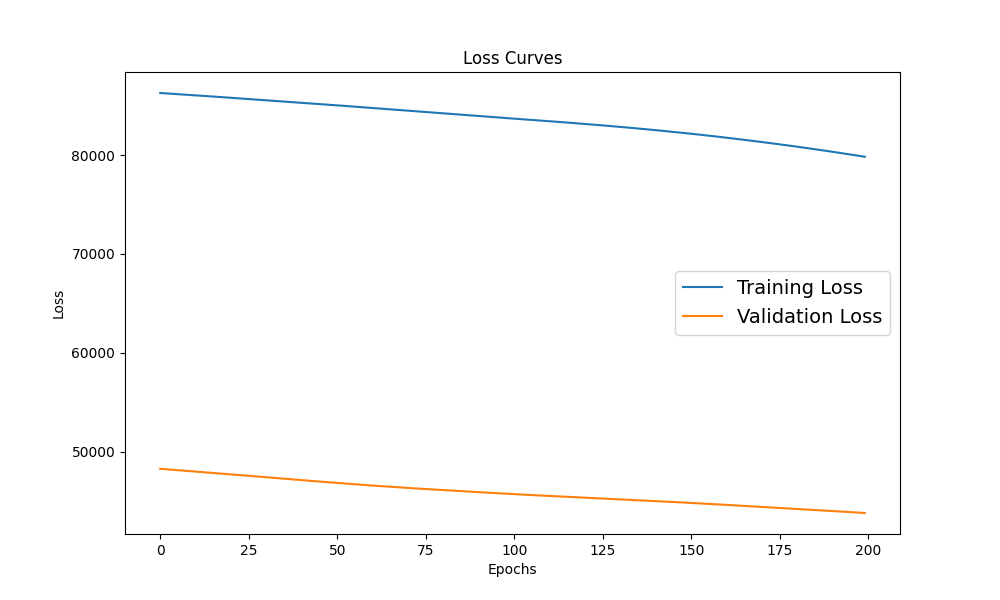 Loss Curves
80000
70000
60000
50000
Loss
Training Loss
Validation Loss
0 25 50 75 100 125 150 175 200
Epochs